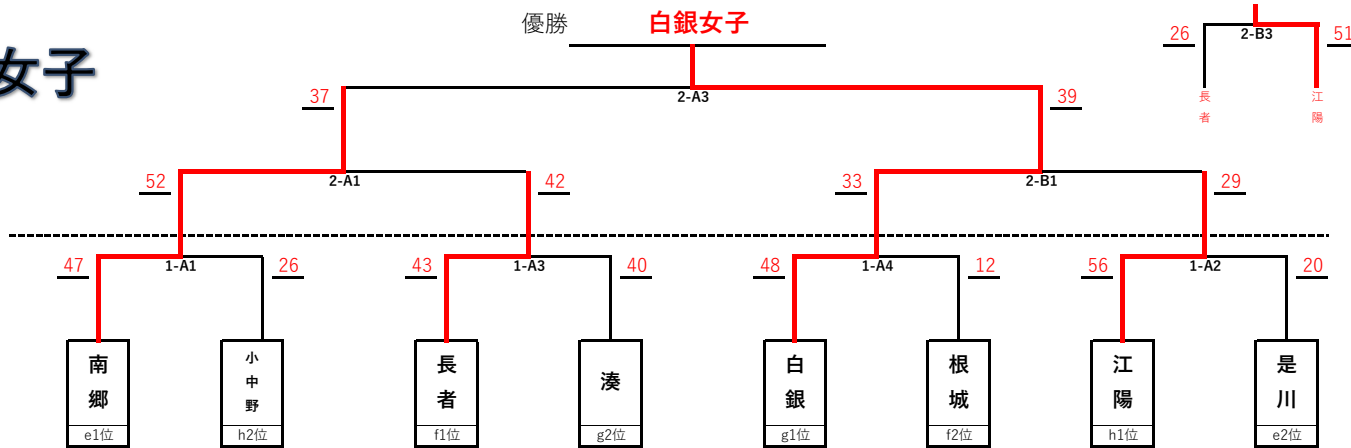 優勝 白銀女子
女子
26 2-B3 51
長者 江陽
37 2-A3 39
52 2-A1 42 33 2-B1 29
47 1-A1 26 43 1-A3 40 48 1-A4 12 56 1-A2 20
南郷 小中野 長者 湊 白銀 根城 江陽 是川
e1位 h2位 f1位 g2位 g1位 f2位 h1位 e2位